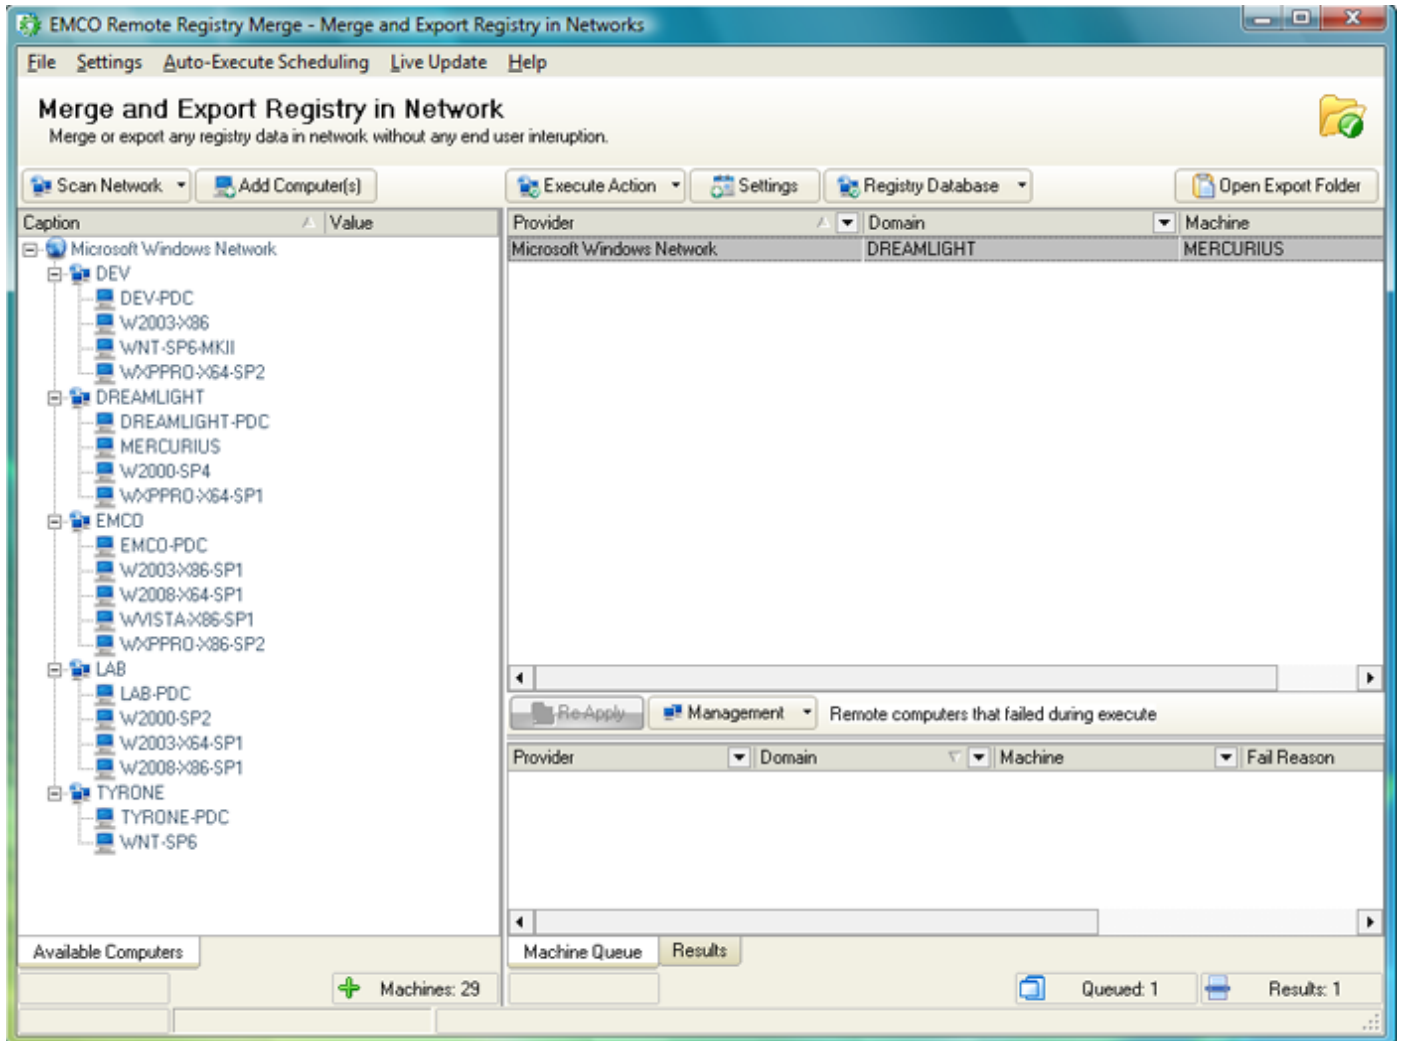 EMCO Remote Registry Merge - Merge and Export Registry in Networks
File Settings Auto-Execute Scheduling Live Update Help
Merge and Export Registry in Network
Merge or export any registry data in network without any end user interuption.
Scan Network Add Computer(s) Execute Action Settings Registry Database Open Export Folder
Caption Value Provider Domain Machine
Microsoft Windows Network Microsoft Windows Network DREAMLIGHT MERCURIUS
DEV
DEV-PDC
W2003-X86
WNT-SP6-MKII
WXPPRO-X64-SP2
DREAMLIGHT
DREAMLIGHT-PDC
MERCURIUS
W2000-SP4
WXPPRO-X64-SP1
EMCO
EMCO-PDC
W2003-X86-SP1
W2008-X64-SP1
WVISTA-X86-SP1
WXPPRO-X86-SP2
LAB
LAB-PDC
W2000-SP2
W2003-X64-SP1
W2008-X86-SP1
TYRONE
TYRONE-PDC
WNT-SP6
Re-Apply Management Remote computers that failed during execute
Provider Domain Machine Fail Reason
Available Computers Machine Queue Results
Machines: 29 Queued: 1 Results: 1